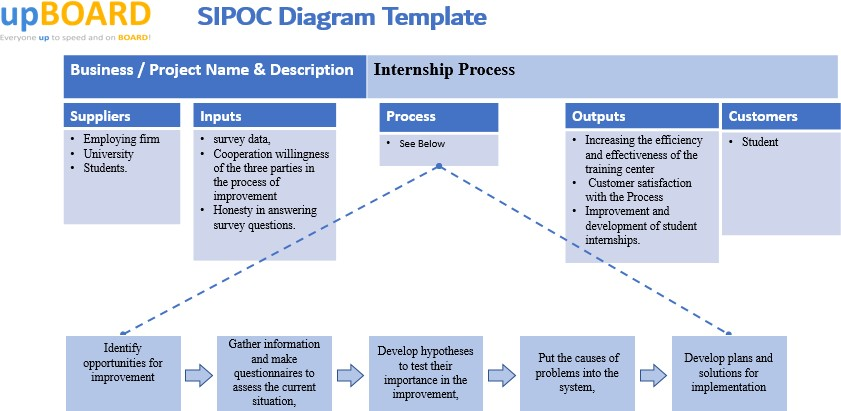 upBOARD
Everyone up to speed and on BOARD!
SIPOC Diagram Template
Business / Project Name & Description
Internship Process
Suppliers
• Employing firm
• University
• Students.
Inputs
• survey data,
• Cooperation willingness
of the three parties in
the process of
improvement
• Honesty in answering
survey questions.
Process
• See Below
Outputs
• Increasing the efficiency
and effectiveness of the
training center
• Customer satisfaction
with the Process
• Improvement and
development of student
internships.
Customers
• Student
Identify
opportunities for
improvement
Gather information
and make
questionnaires to
assess the current
situation,
Develop hypotheses
to test their
importance in the
improvement,
Put the causes of
problems into the
system,
Develop plans and
solutions for
implementation